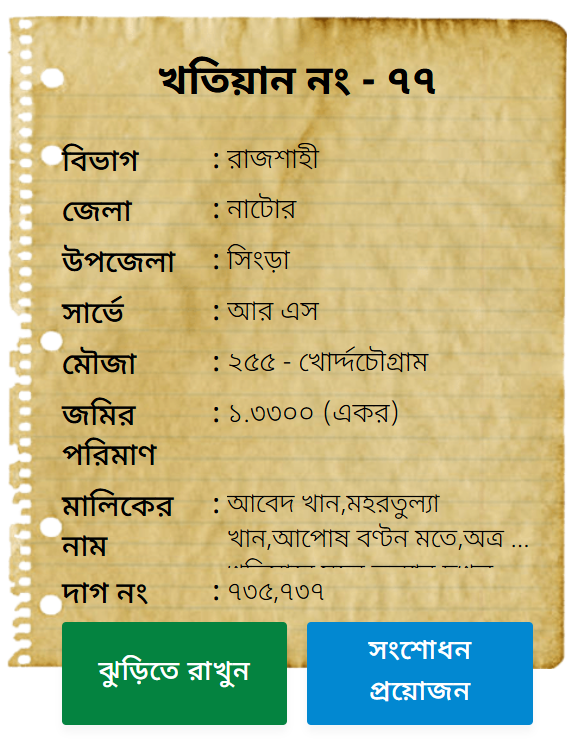 খতিয়ান নং - ৭৭
বিভাগ : রাজশাহী
জেলা : নাটোর
উপজেলা : সিংড়া
সার্ভে : আর এস
মৌজা : ২৫৫ - খোর্দ্দচৌগ্রাম
জমির : ১.৩৩০০ (একর)
পরিমাণ
মালিকের : আবেদ খান,মহরতুল্যা
নাম খান,আপোষ বণ্টন মতে,অত্র ...
দাগ নং : ৭৩৫,৭৩৭
ঝুড়িতে রাখুন
সংশোধন
প্রয়োজন